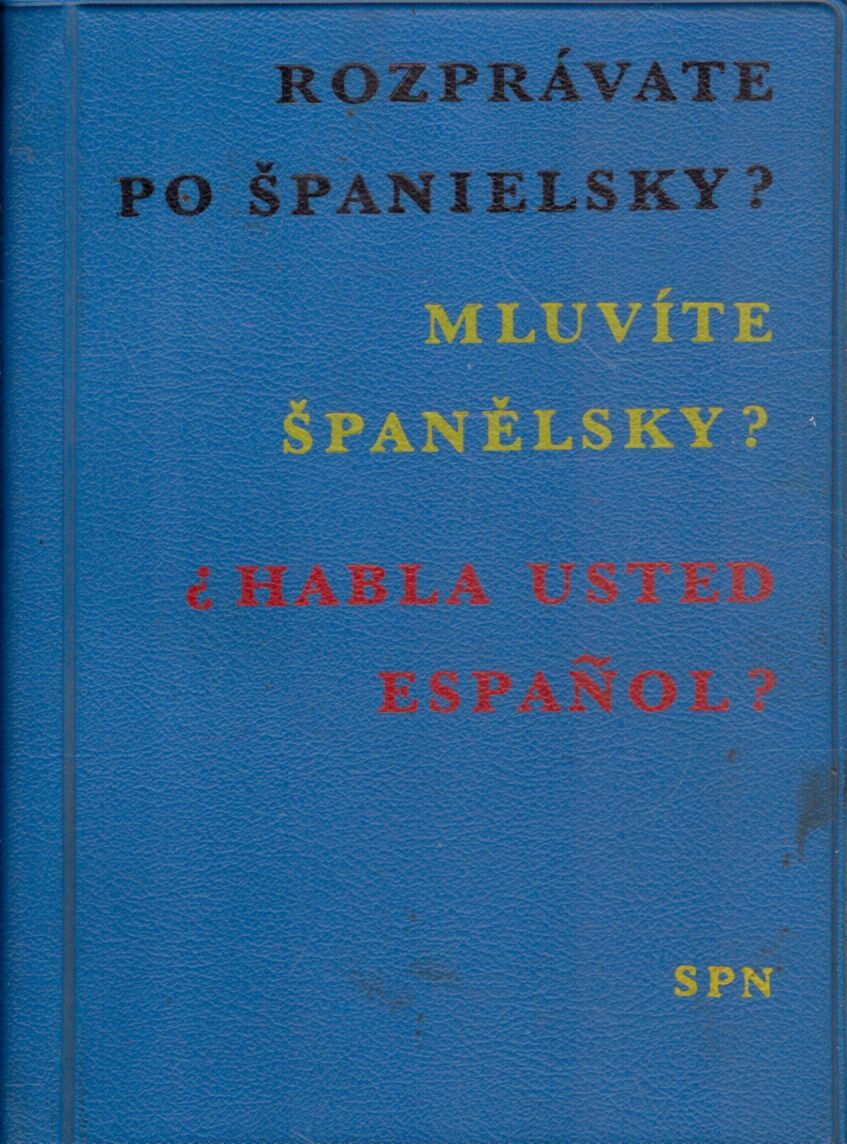 ROZPRÁVATE
PO ŠPANIELSKY?
MLUVÍTE
ŠPANĚLSKY?
¿HABLA USTED
ESPAÑOL?
SPN